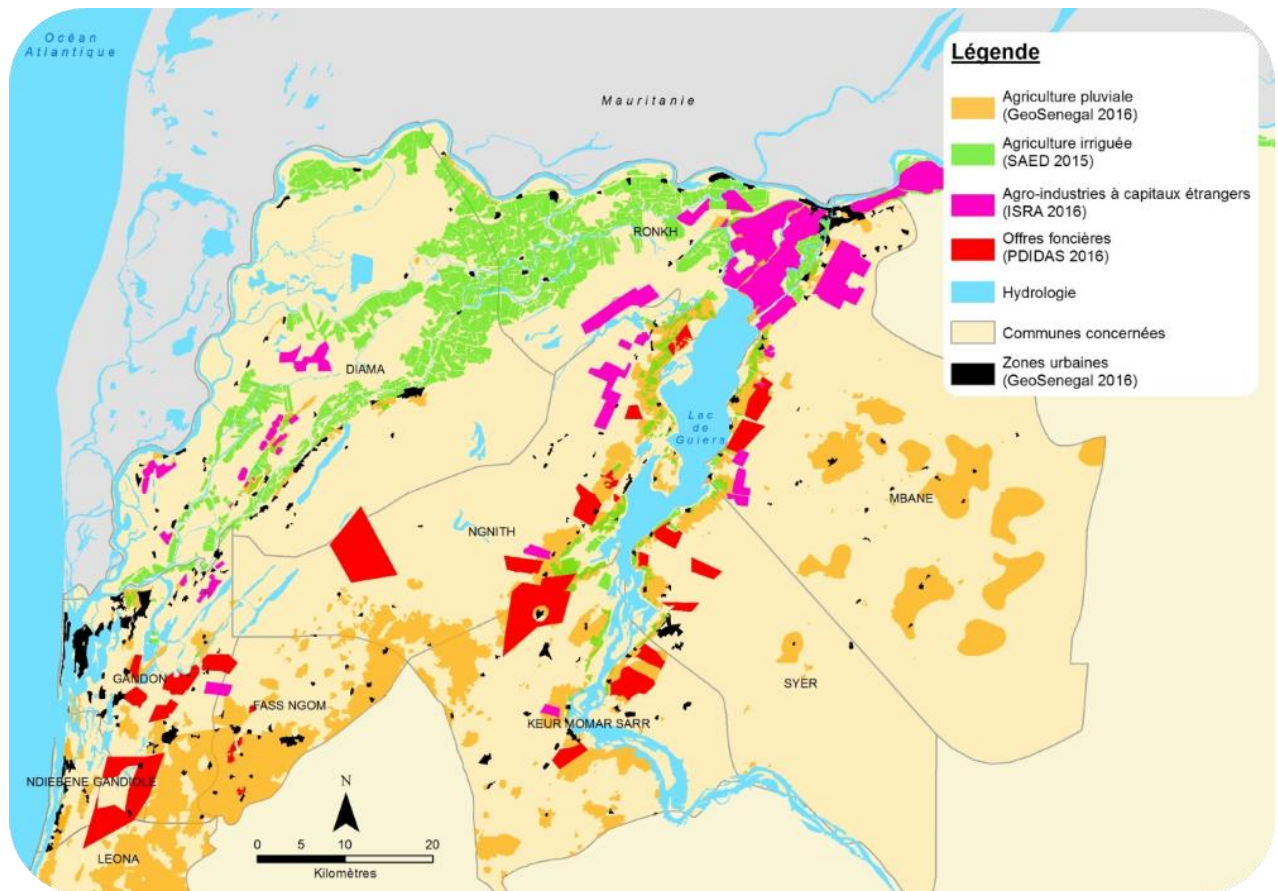 Océan
Atlantique
Mauritanie
Légende
Agriculture pluviale
(GeoSenegal 2016)
Agriculture irriguée
(SAED 2015)
Agro-industries à capitaux étrangers
(ISRA 2016)
Offres foncières
(PDIDAS 2016)
Hydrologie
Communes concernées
Zones urbaines
(GeoSenegal 2016)
RONKH
DIAMA
Lac
de
Guiera
MBANE
NGNITH
SYER
GANDON
FASS NGOM
KEUR MOMAR SARR
NDIEBENE GANDIOLE
LEONA
N
0 5 10 20
Kilomètres